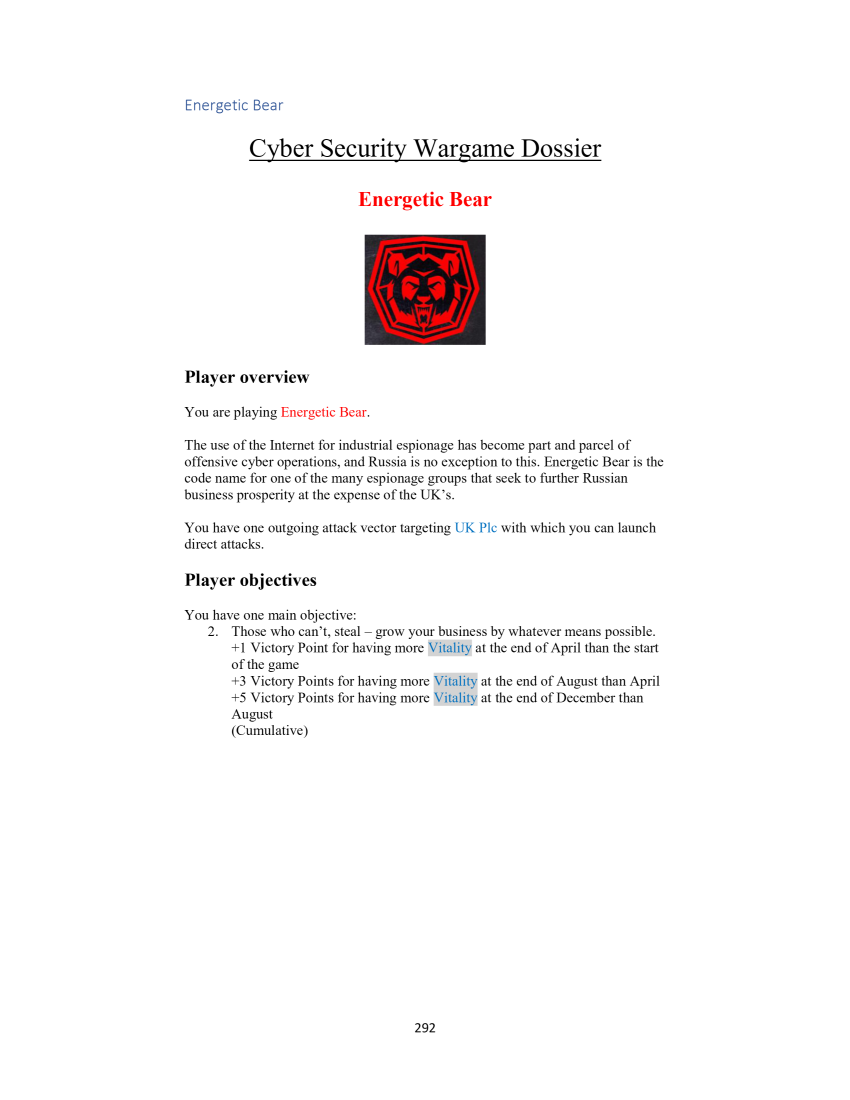 Energetic Bear
Cyber Security Wargame Dossier
Energetic Bear
Player overview
You are playing Energetic Bear.
The use of the Internet for industrial espionage has become part and parcel of
offensive cyber operations, and Russia is no exception to this. Energetic Bear is the
code name for one of the many espionage groups that seek to further Russian
business prosperity at the expense of the UK’s.
You have one outgoing attack vector targeting UK Plc with which you can launch
direct attacks.
Player objectives
You have one main objective:
2. Those who can’t, steal – grow your business by whatever means possible.
+1 Victory Point for having more Vitality at the end of April than the start
of the game
+3 Victory Points for having more Vitality at the end of August than April
+5 Victory Points for having more Vitality at the end of December than
August
(Cumulative)
292